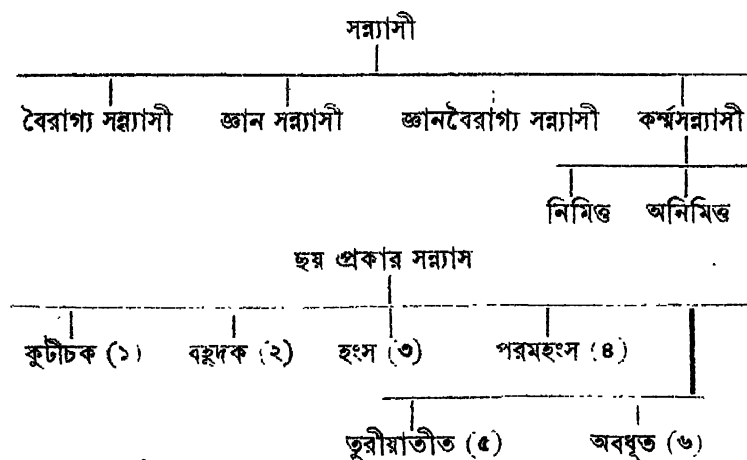 সন্ন্যাসী
বৈরাগ্য সন্ন্যাসী জ্ঞান সন্ন্যাসী জ্ঞানবৈরাগ্য সন্ন্যাসী কর্ম্মসন্ন্যাসী
নিমিত্ত অনিমিত্ত
ছয় প্রকার সন্ন্যাস
কুটীচক (১) বহূদক (২) হংস (৩) পরমহংস (৪)
তুরীয়াতীত (৫) অবধূত (৬)